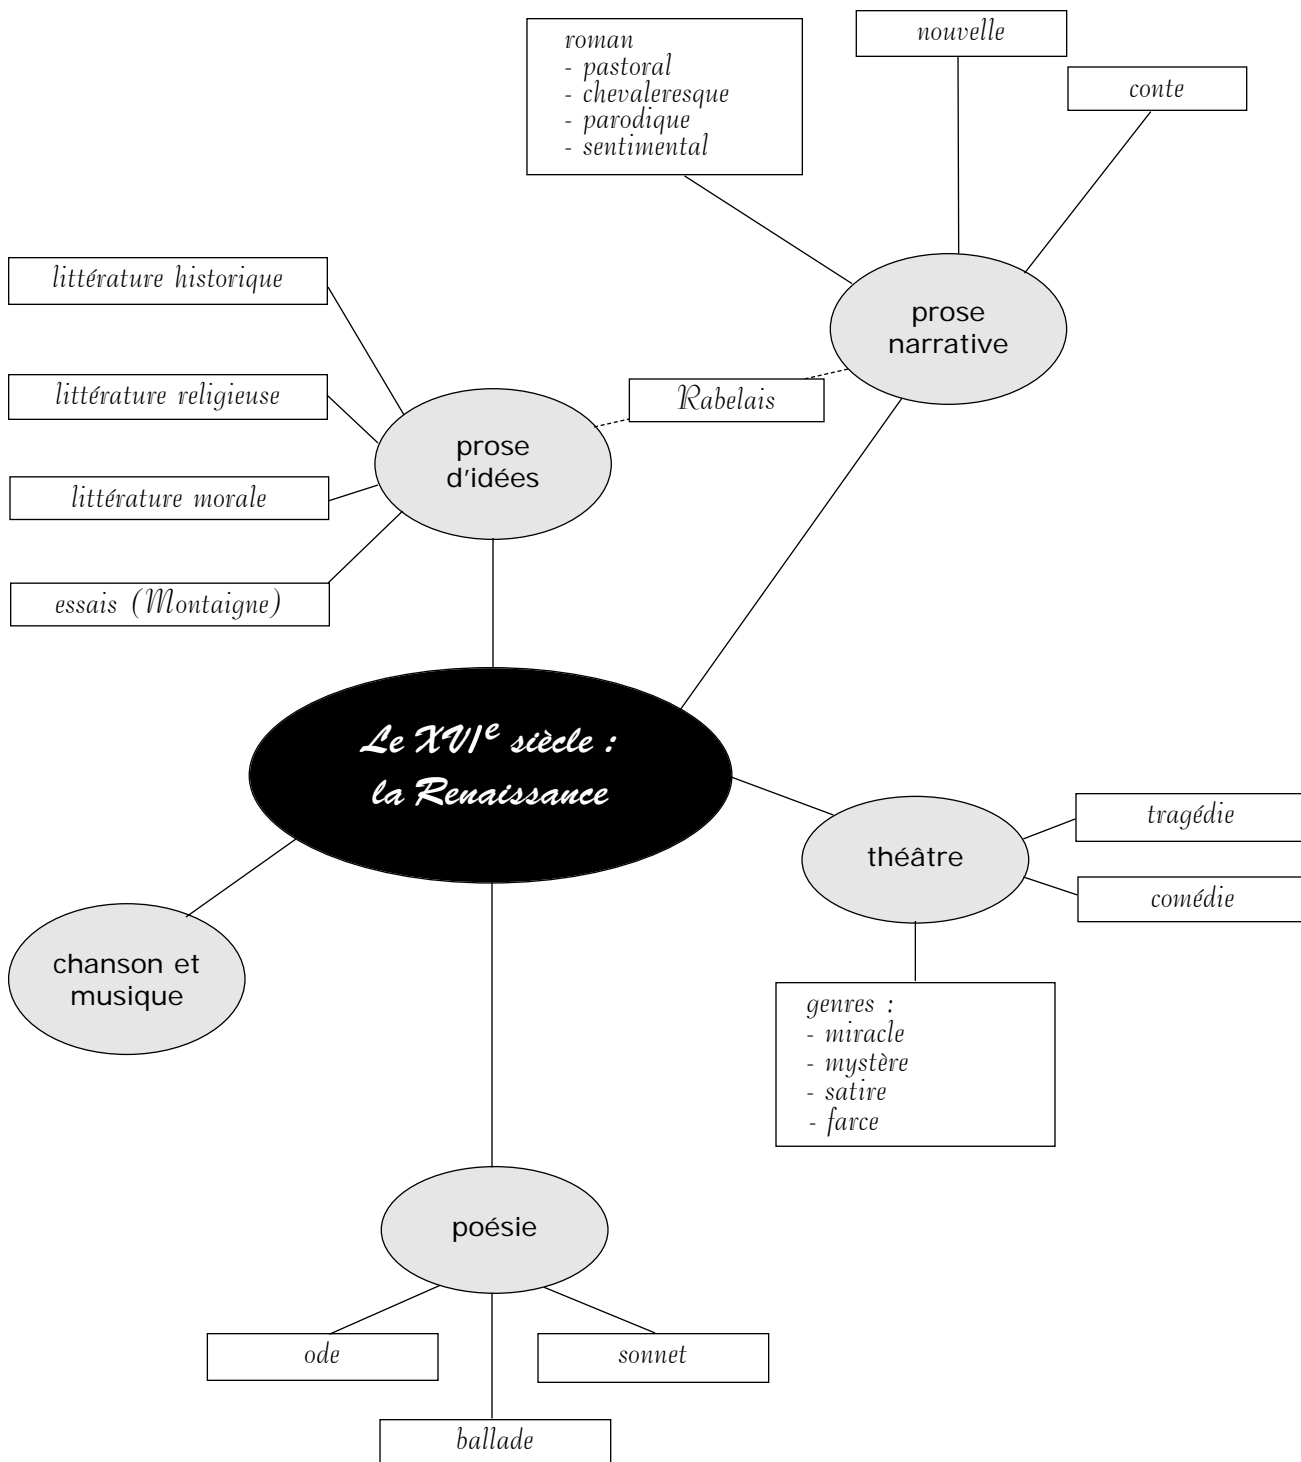 roman
- pastoral
- chevaleresque
- parodique
- sentimental
nouvelle
conte
littérature historique
littérature religieuse
littérature morale
essais (Montaigne)
prose
d'idées
Rabelais
prose
narrative
Le XVIe siècle :
la Renaissance
théâtre
tragédie
comédie
genres :
- miracle
- mystère
- satire
- farce
chanson et
musique
poésie
ode
sonnet
ballade